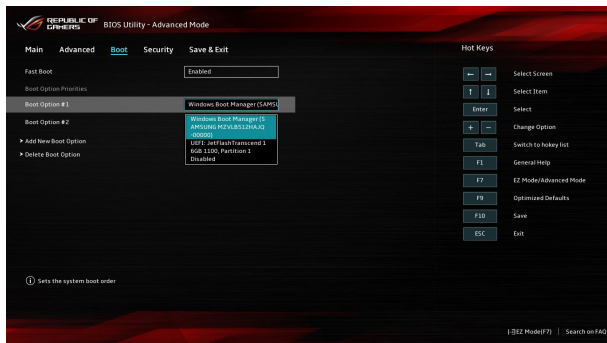 REPUBLIC OF
GAMERS
BIOS Utility - Advanced Mode
Main Advanced Boot Security Save & Exit
Fast Boot Enabled
Boot Option Priorities
Boot Option #1 Windows Boot Manager (SAMSU
Boot Option #2
Windows Boot Manager (S
AMSUNG MZVLB512HAJQ
-00000)
UEFI: JetFlashTranscend 1
6GB 1100, Partition 1
Disabled
> Add New Boot Option
> Delete Boot Option
Sets the system boot order
Hot Keys
← → Select Screen
↑ ↓ Select Item
Enter Select
+ − Change Option
Tab Switch to hokey list
F1 General Help
F7 EZ Mode/Advanced Mode
F9 Optimized Defaults
F10 Save
ESC Exit
EZ Mode(F7) | Search on FAQ